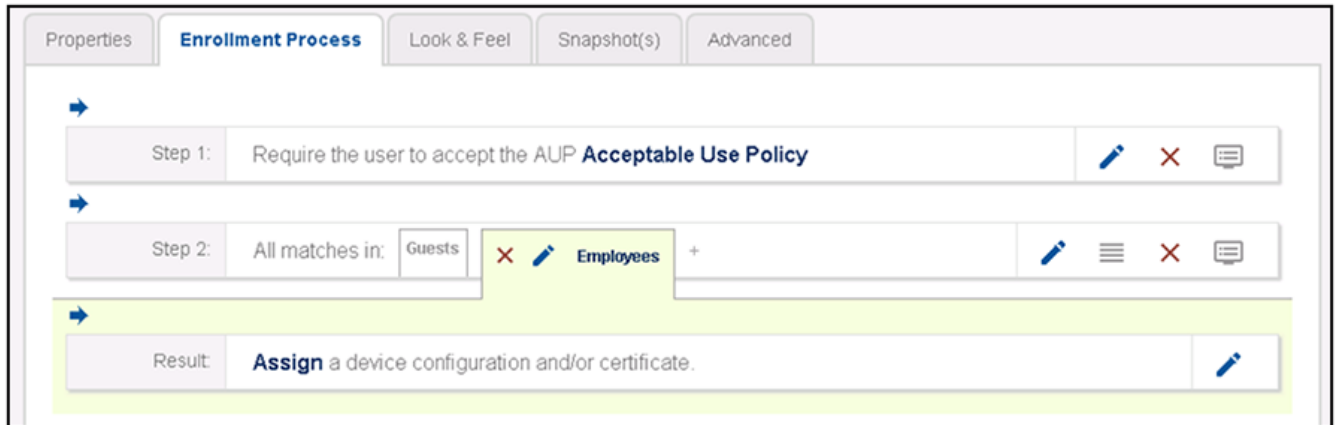 Properties Enrollment Process Look & Feel Snapshot(s) Advanced
Step 1: Require the user to accept the AUP Acceptable Use Policy
Step 2: All matches in: Guests Employees +
Result: Assign a device configuration and/or certificate.